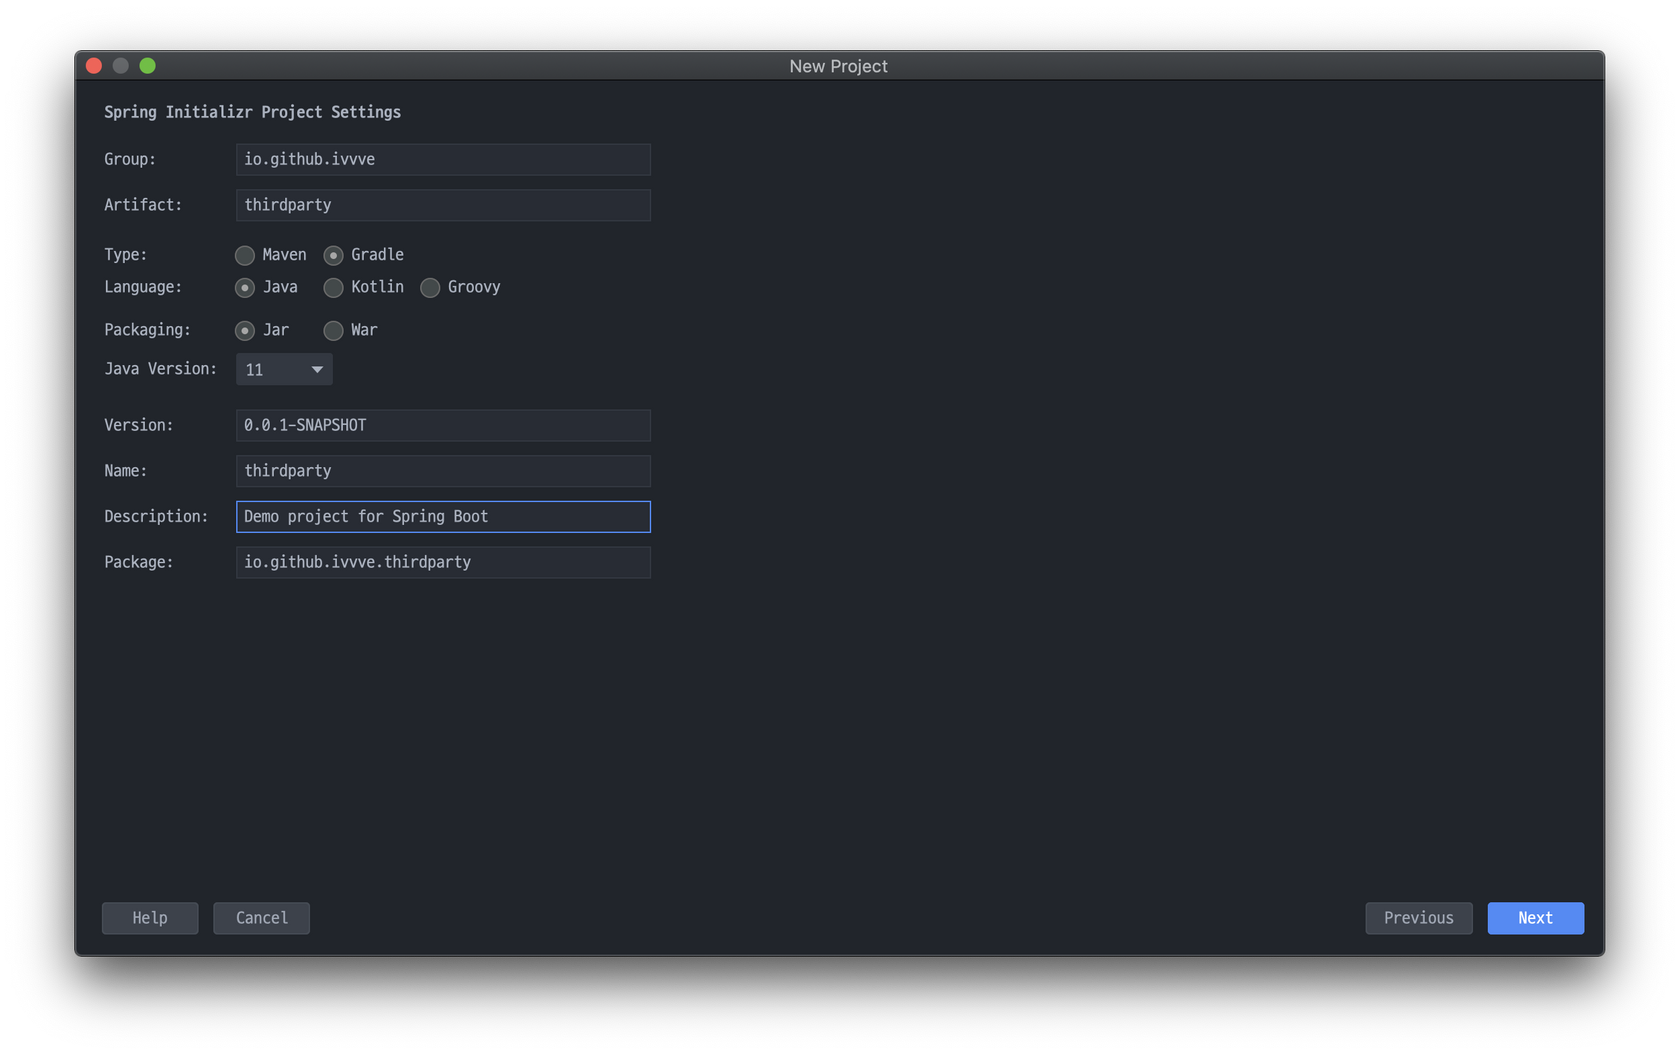 New Project
Spring Initializr Project Settings
Group: io.github.ivvve
Artifact: thirdparty
Type: Maven Gradle
Language: Java Kotlin Groovy
Packaging: Jar War
Java Version: 11
Version: 0.0.1-SNAPSHOT
Name: thirdparty
Description: Demo project for Spring Boot
Package: io.github.ivvve.thirdparty
Help Cancel Previous Next